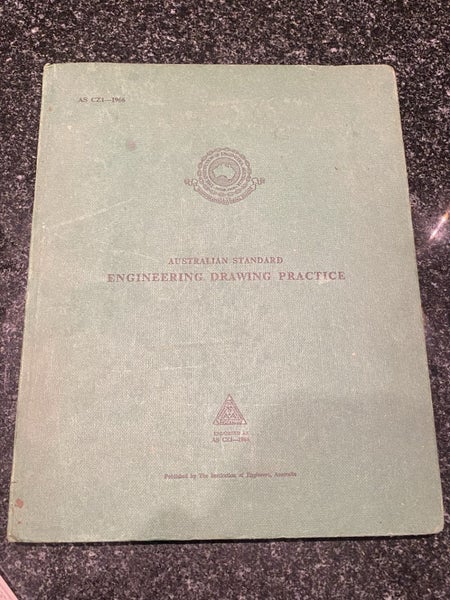 AS CZ1—1966
AUSTRALIAN STANDARD
ENGINEERING DRAWING PRACTICE
ENDORSED AS
AS CZ1—1966
Published by The Institution of Engineers, Australia